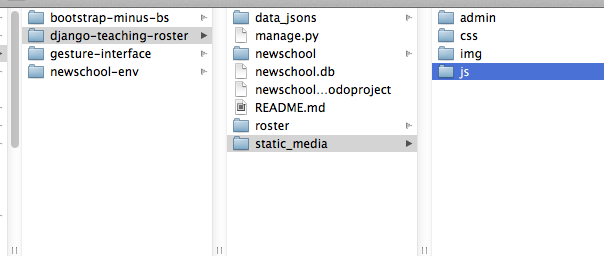 bootstrap-minus-bs
django-teaching-roster
gesture-interface
newschool-env
data_jsons
manage.py
newschool
newschool.db
newschool...odoproject
README.md
roster
static_media
admin
css
img
js